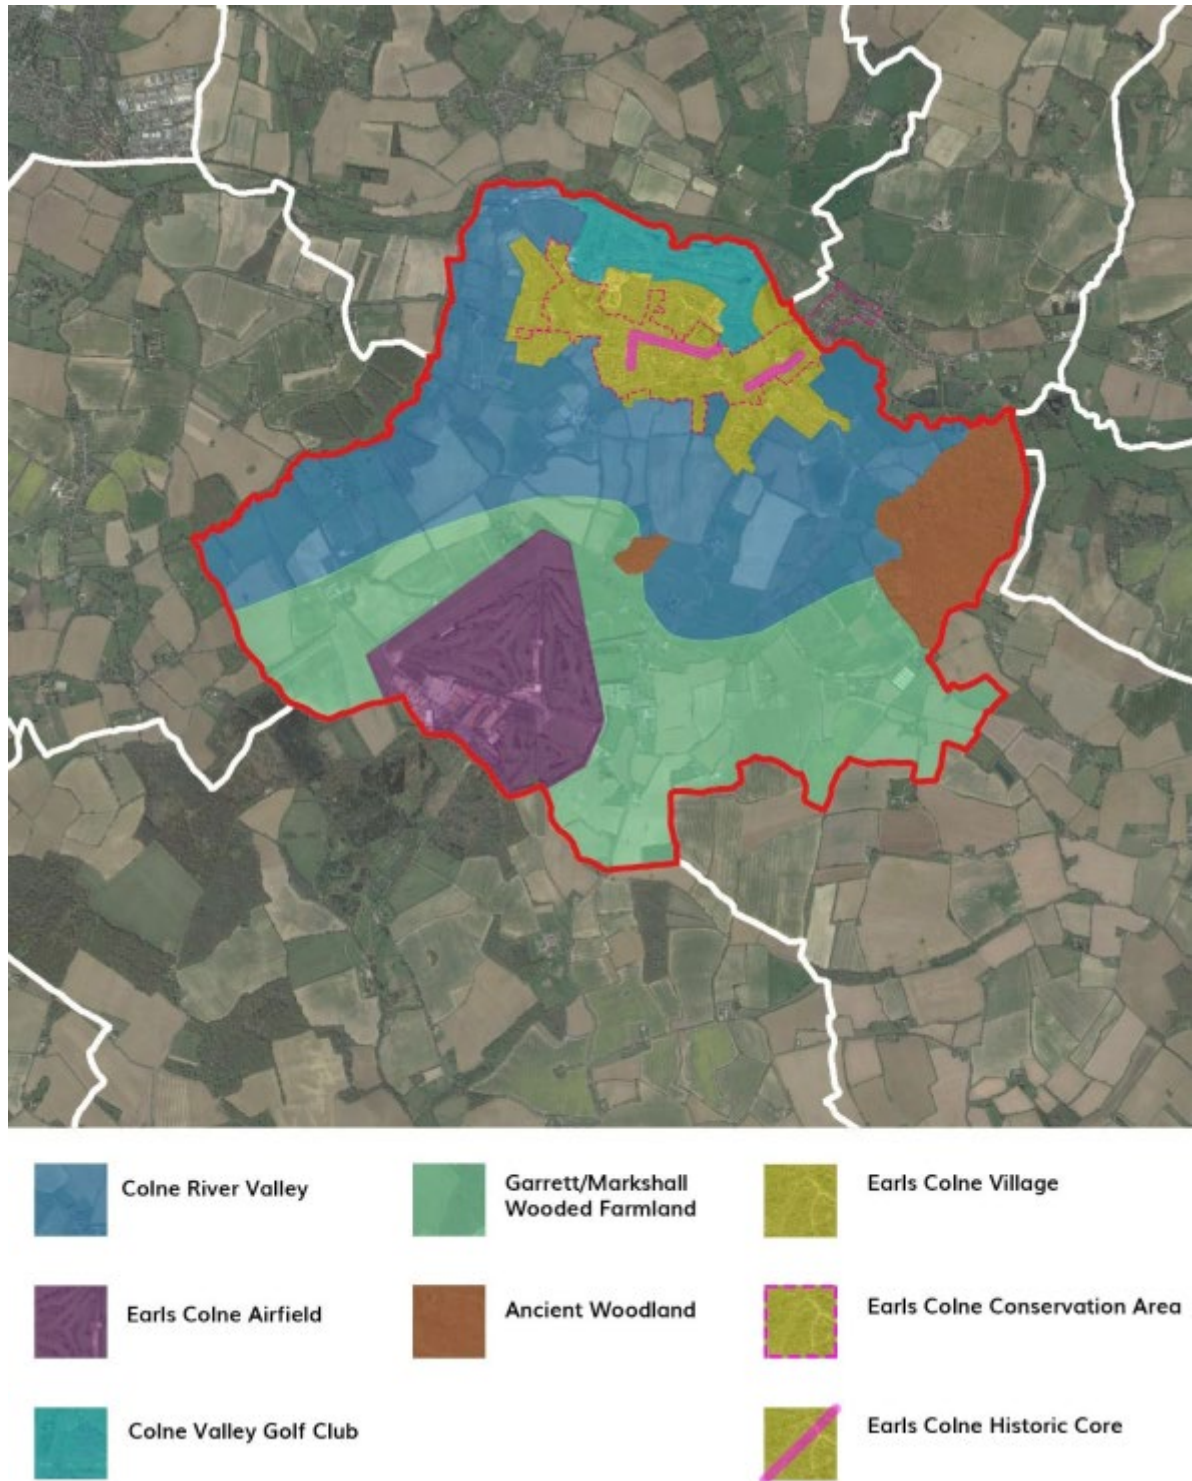 Colne River Valley
Garrett/Markshall
Wooded Farmland
Earls Colne Village
Earls Colne Airfield
Ancient Woodland
Earls Colne Conservation Area
Colne Valley Golf Club
Earls Colne Historic Core